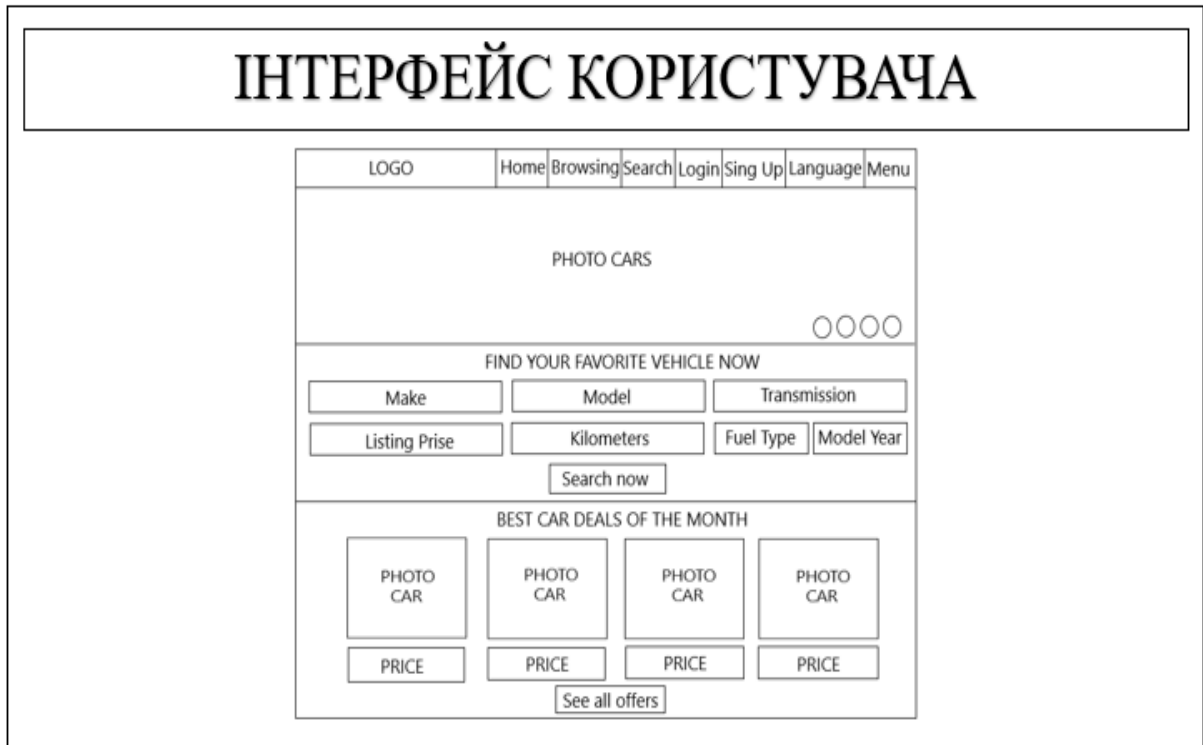 ІНТЕРФЕЙС КОРИСТУВАЧА
LOGO Home Browsing Search Login Sing Up Language Menu
PHOTO CARS
FIND YOUR FAVORITE VEHICLE NOW
Make Model Transmission
Listing Prise Kilometers Fuel Type Model Year
Search now
BEST CAR DEALS OF THE MONTH
PHOTO PHOTO PHOTO PHOTO
CAR CAR CAR CAR
PRICE PRICE PRICE PRICE
See all offers